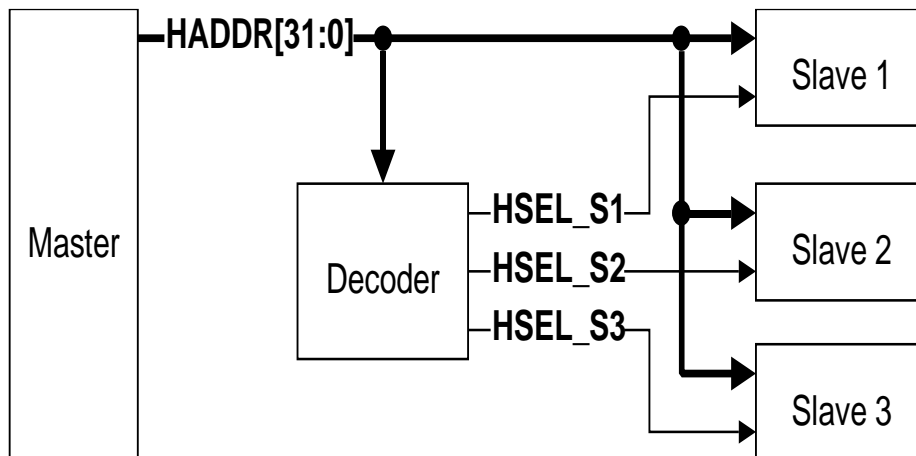 HADDR[31:0]
Slave 1
HSEL_S1
Master
Slave 2
Decoder
HSEL_S2
HSEL_S3
Slave 3